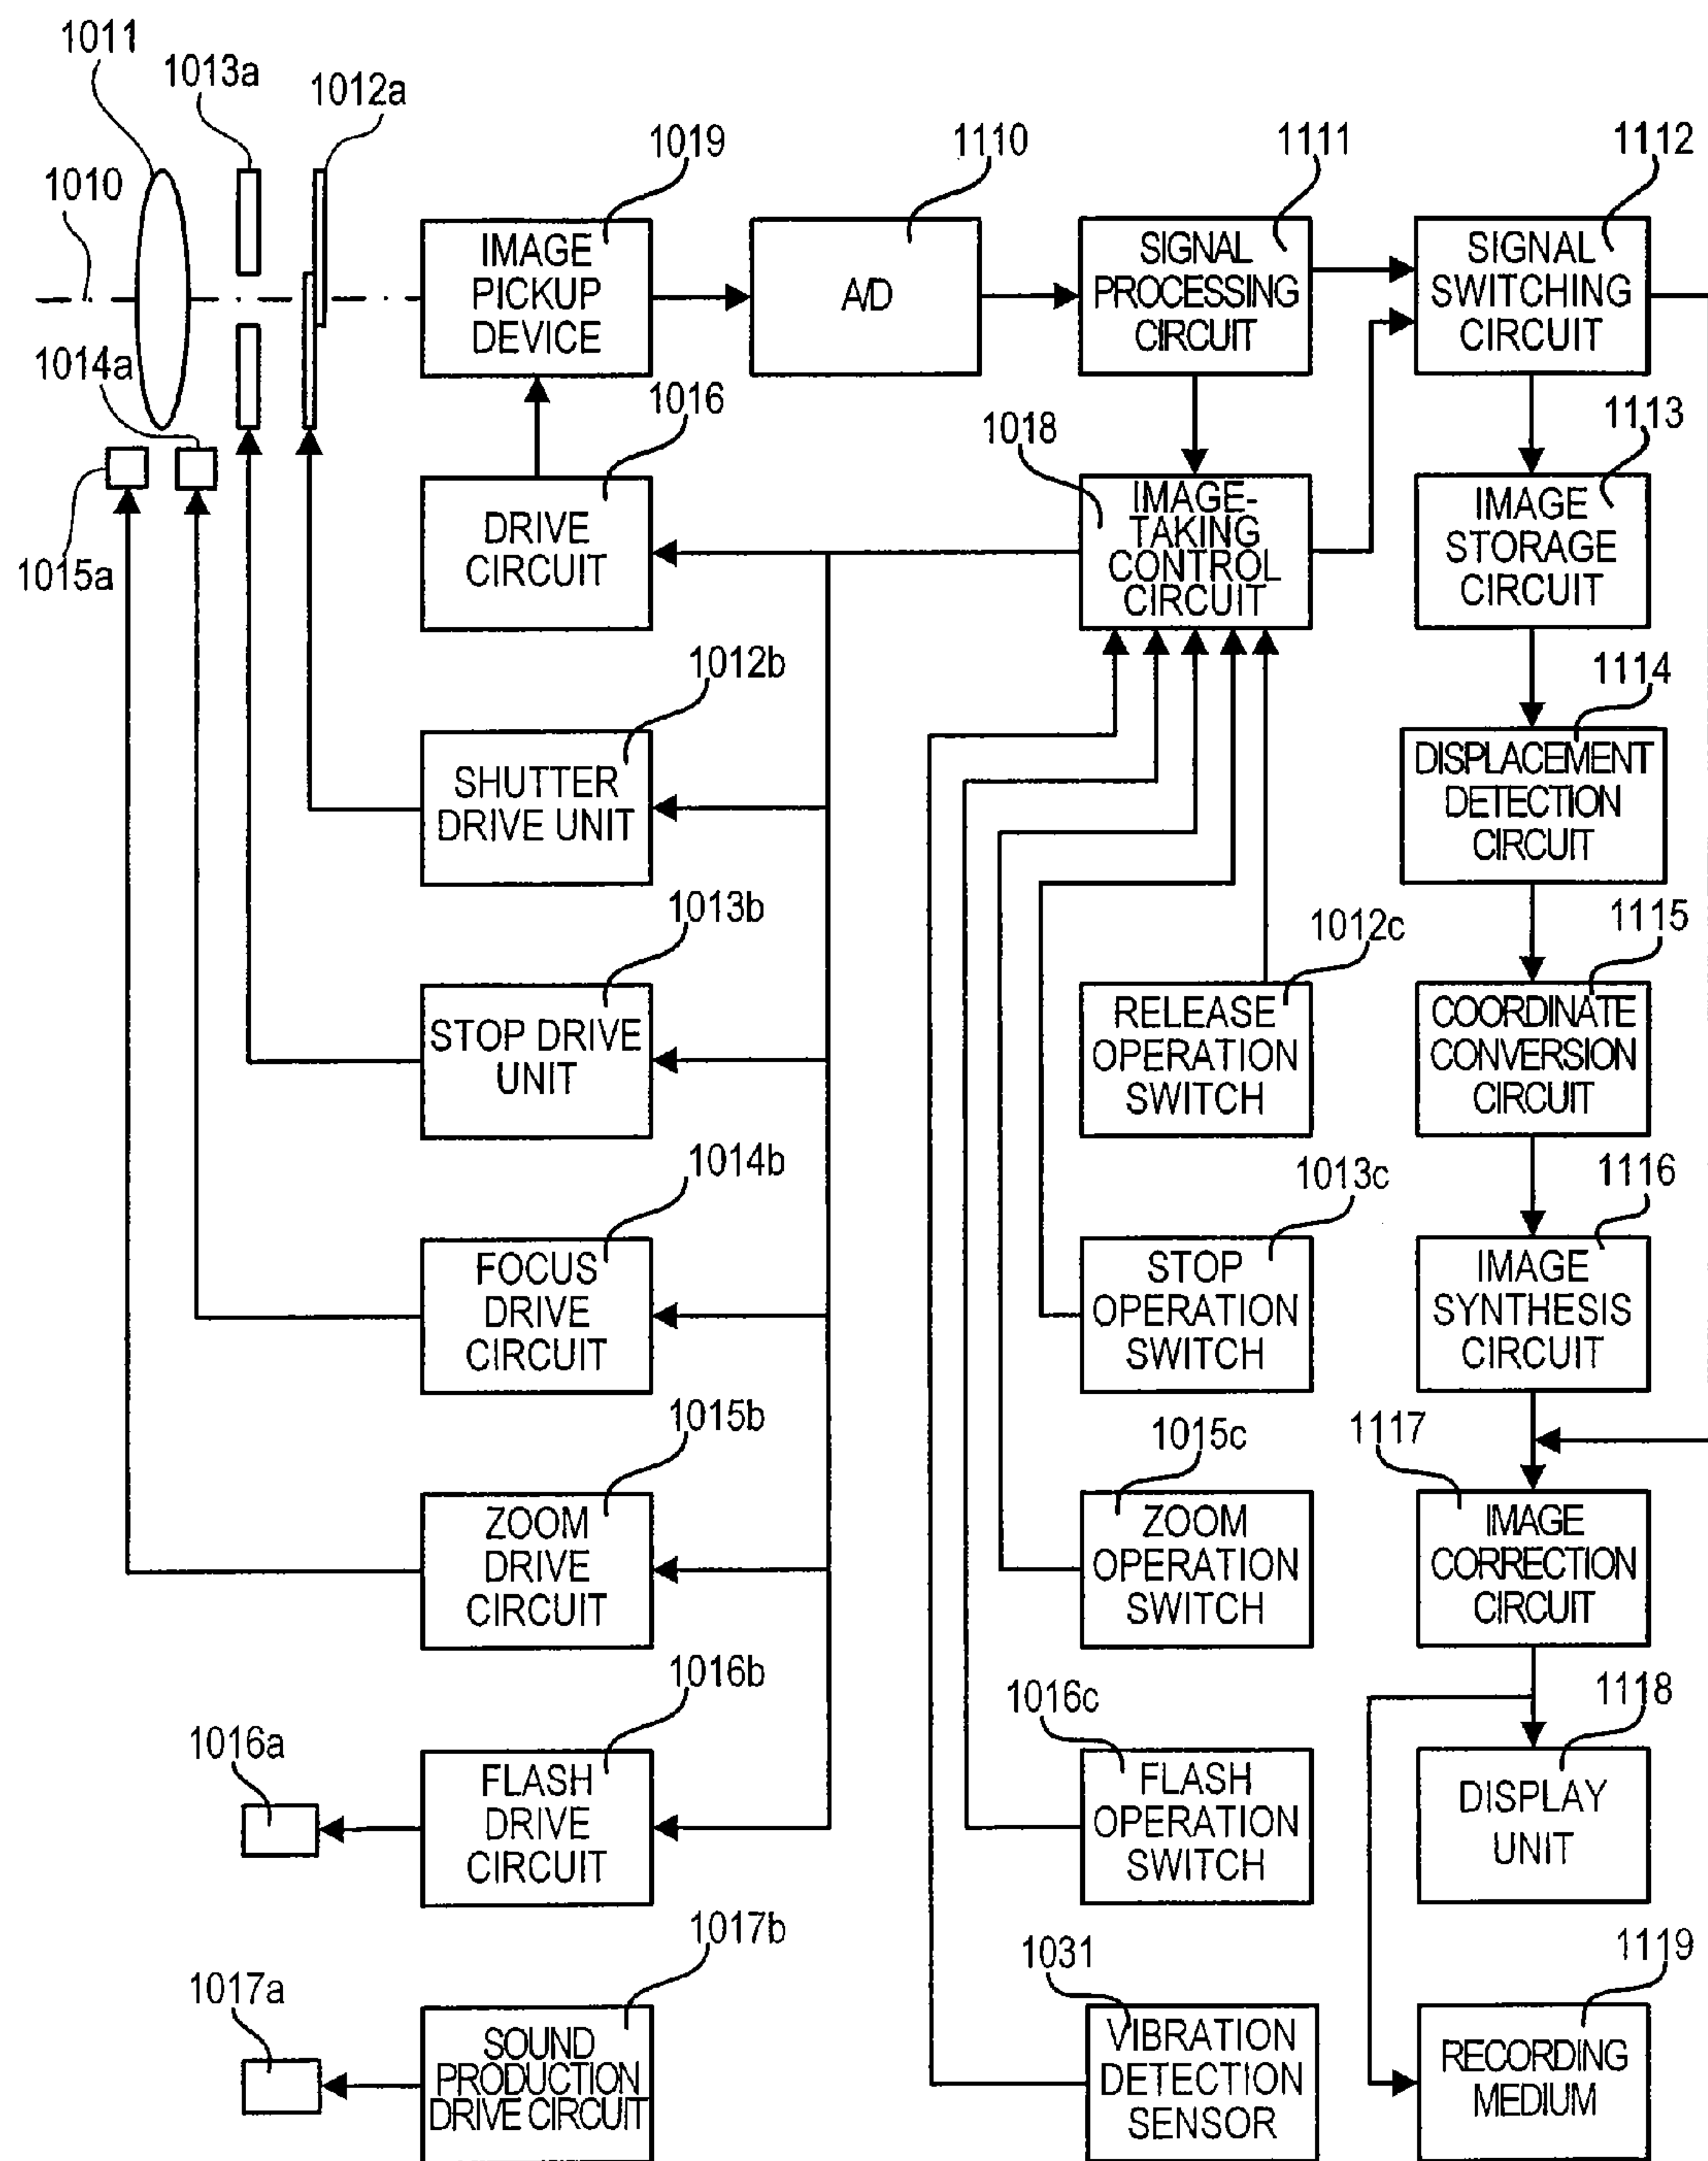 1011
1013a
1012a
1019
1110
1111
1112
1010
IMAGE
PICKUP
DEVICE
A/D
SIGNAL
PROCESSING
CIRCUIT
SIGNAL
SWITCHING
CIRCUIT
1014a
1016
1018
1113
1015a
DRIVE
CIRCUIT
IMAGE-
TAKING
CONTROL
CIRCUIT
IMAGE
STORAGE
CIRCUIT
1012b
1114
SHUTTER
DRIVE UNIT
DISPLACEMENT
DETECTION
CIRCUIT
1013b
1012c
1115
STOP DRIVE
UNIT
RELEASE
OPERATION
SWITCH
COORDINATE
CONVERSION
CIRCUIT
1014b
1013c
1116
FOCUS
DRIVE
CIRCUIT
STOP
OPERATION
SWITCH
IMAGE
SYNTHESIS
CIRCUIT
1015b
1015c
1117
ZOOM
DRIVE
CIRCUIT
ZOOM
OPERATION
SWITCH
IMAGE
CORRECTION
CIRCUIT
1016a
1016b
1016c
1118
FLASH
DRIVE
CIRCUIT
FLASH
OPERATION
SWITCH
DISPLAY
UNIT
1017a
1017b
1031
1119
SOUND
PRODUCTION
DRIVE CIRCUIT
VIBRATION
DETECTION
SENSOR
RECORDING
MEDIUM